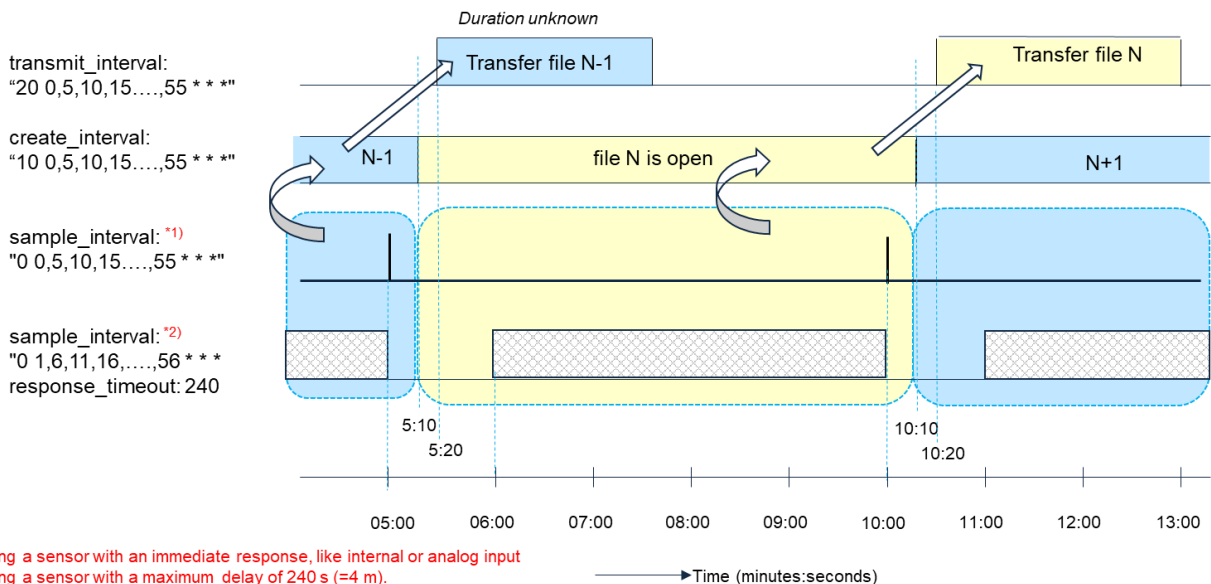 Duration unknown
transmit_interval:
"20 0,5,10,15….,55 * * *"
Transfer file N-1
Transfer file N
create_interval:
"10 0,5,10,15….,55 * * *"
N-1
file N is open
N+1
sample_interval: *1)
"0 0,5,10,15….,55 * * *"
sample_interval: *2)
"0 1,6,11,16,….,56 * * *
response_timeout: 240
5:10
5:20
10:10
10:20
05:00 06:00 07:00 08:00 09:00 10:00 11:00 12:00 13:00
a sensor with an immediate response, like internal or analog input
a sensor with a maximum delay of 240 s (=4 m).
Time (minutes:seconds)